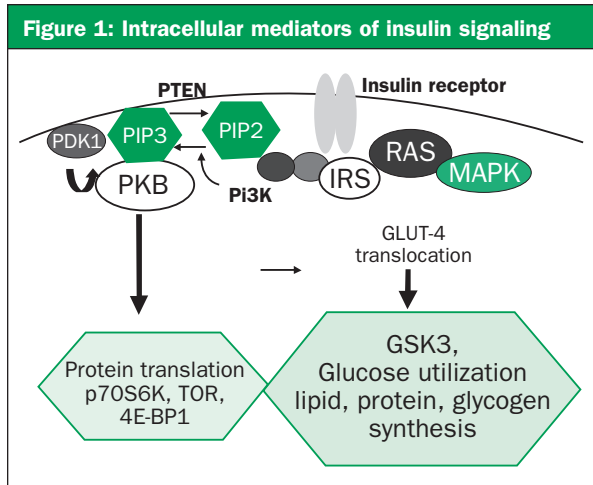 Figure 1: Intracellular mediators of insulin signaling
PTEN
Insulin receptor
PDK1
PIP3
PIP2
PKB
Pi3K
IRS
RAS
MAPK
GLUT-4
translocation
Protein translation
p70S6K, TOR,
4E-BP1
GSK3,
Glucose utilization
lipid, protein, glycogen
synthesis